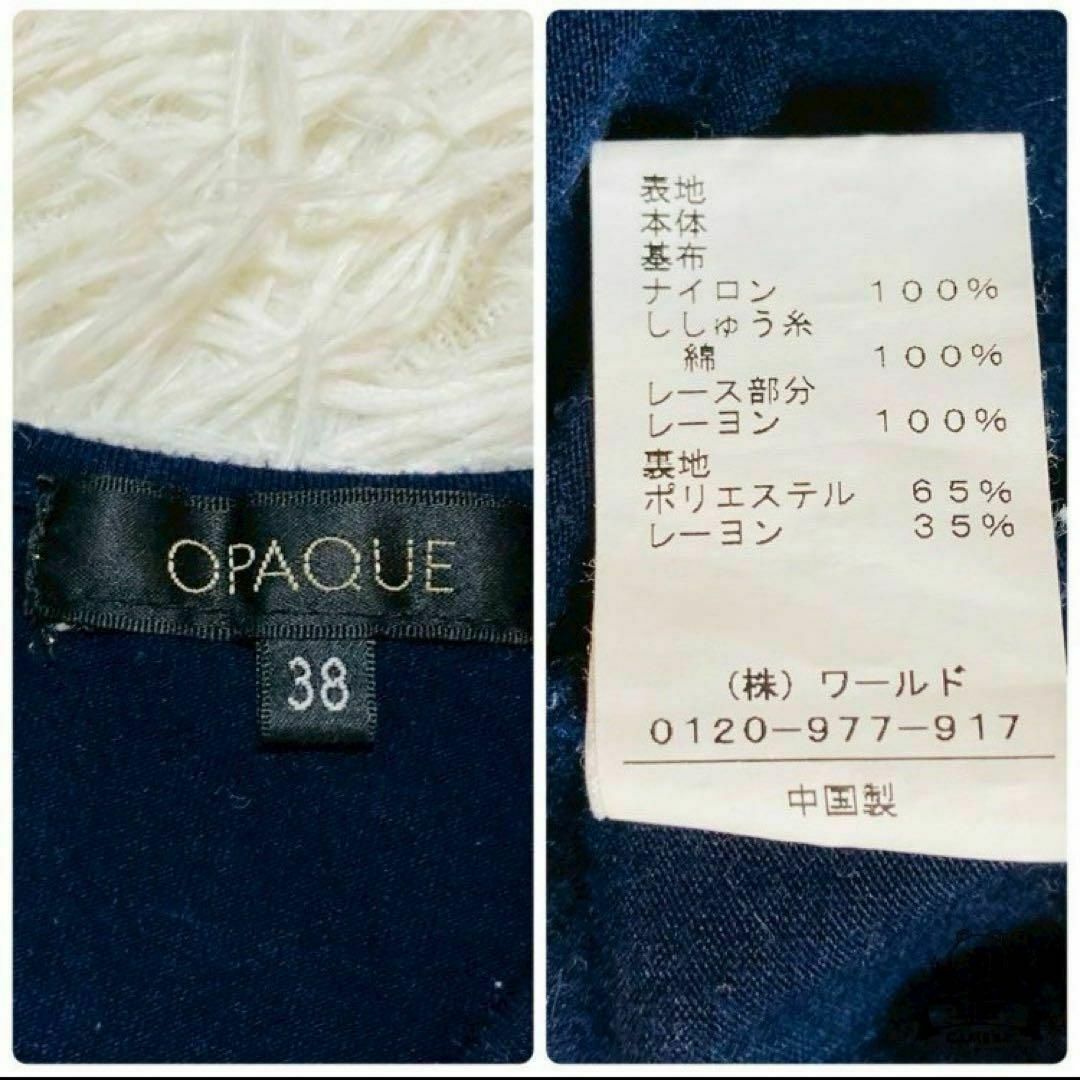 OPAQUE
38
表地
本体
基布
ナイロン 100%
ししゅう糸
綿 100%
レース部分
レーヨン 100%
裏地
ポリエステル 65%
レーヨン 35%
(株)ワールド
0120-977-917
中国製